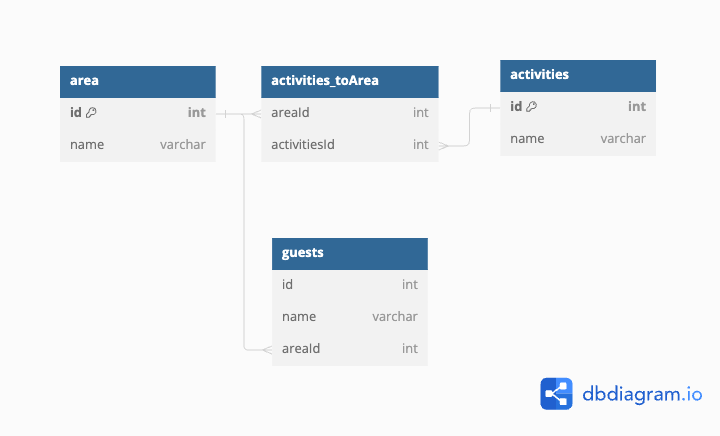 area
id int
name varchar
activities_toArea
areaId int
activitiesId int
activities
id int
name varchar
guests
id int
name varchar
areaId int
dbdiagram.io